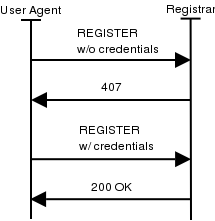 User Agent
Registrar
REGISTER
w/o credentials
407
REGISTER
w/ credentials
200 OK